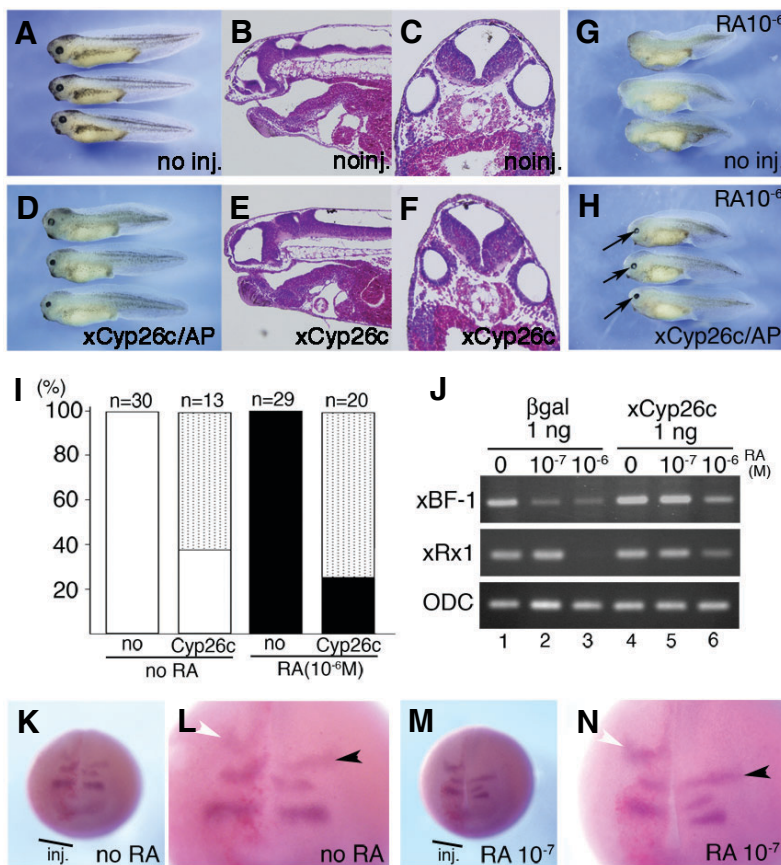 A
no inj.
B
noinj.
C
noinj.
G
RA10⁻⁶
no inj
D
xCyp26c/AP
E
xCyp26c
F
xCyp26c
H
RA10⁻⁶
xCyp26c/AP
I
(%)
n=30 n=13 n=29 n=20
100
80
60
40
20
no Cyp26c no Cyp26c
no RA RA(10⁻⁶M)
J
βgal xCyp26c
1 ng 1 ng
0 10⁻⁷ 10⁻⁶ 0 10⁻⁷ 10⁻⁶ RA (M)
xBF-1
xRx1
ODC
1 2 3 4 5 6
K
inj. no RA
L
no RA
M
inj. RA 10⁻⁷
N
RA 10⁻⁷